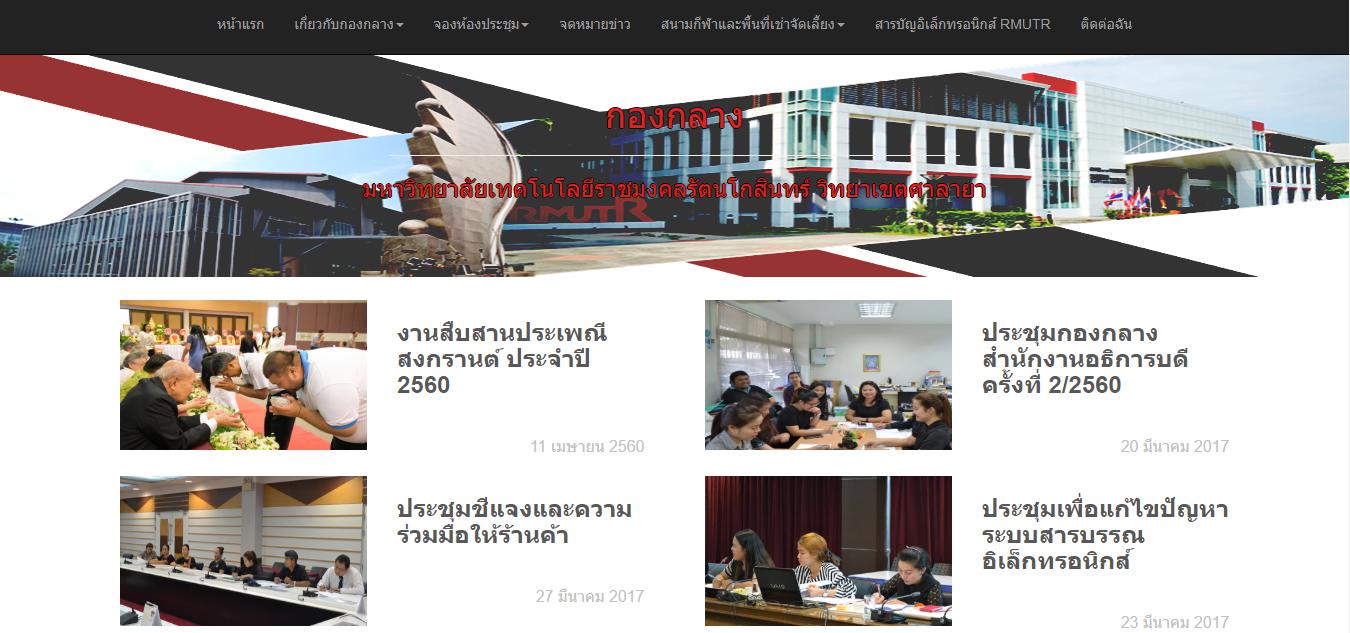 หน้าแรก เกี่ยวกับกองกลาง จองห้องประชุม จดหมายข่าว สนามกีฬาและพื้นที่เช่าจัดเลี้ยง สารบัญอิเล็กทรอนิกส์ RMUTR ติดต่อฉัน
กองกลาง
มหาวิทยาลัยเทคโนโลยีราชมงคลรัตนโกสินทร์ วิทยาเขตศาลายา
RMUTR
งานสืบสานประเพณี
สงกรานต์ ประจำปี
2560
11 เมษายน 2560
ประชุมกองกลาง
สำนักงานอธิการบดี
ครั้งที่ 2/2560
20 มีนาคม 2017
ประชุมชี้แจงและความ
ร่วมมือให้ร้านค้า
27 มีนาคม 2017
ประชุมเพื่อแก้ไขปัญหา
ระบบสารบรรณ
อิเล็กทรอนิกส์
23 มีนาคม 2017
VAIO